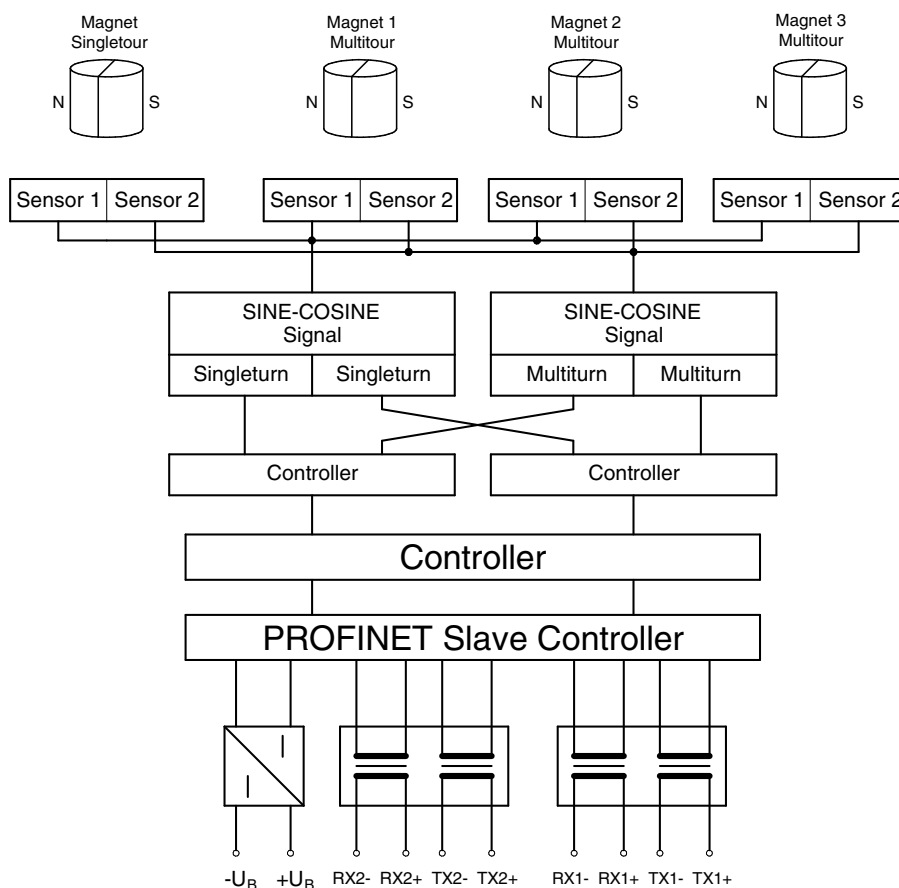 Magnet
Singletour
Magnet 1
Multitour
Magnet 2
Multitour
Magnet 3
Multitour
N S
N S
N S
N S
Sensor 1 Sensor 2
Sensor 1 Sensor 2
Sensor 1 Sensor 2
Sensor 1 Sensor 2
SINE-COSINE
Signal
SINE-COSINE
Signal
Singleturn Singleturn
Multiturn Multiturn
Controller
Controller
Controller
PROFINET Slave Controller
-UB +UB RX2- RX2+ TX2- TX2+ RX1- RX1+ TX1- TX1+